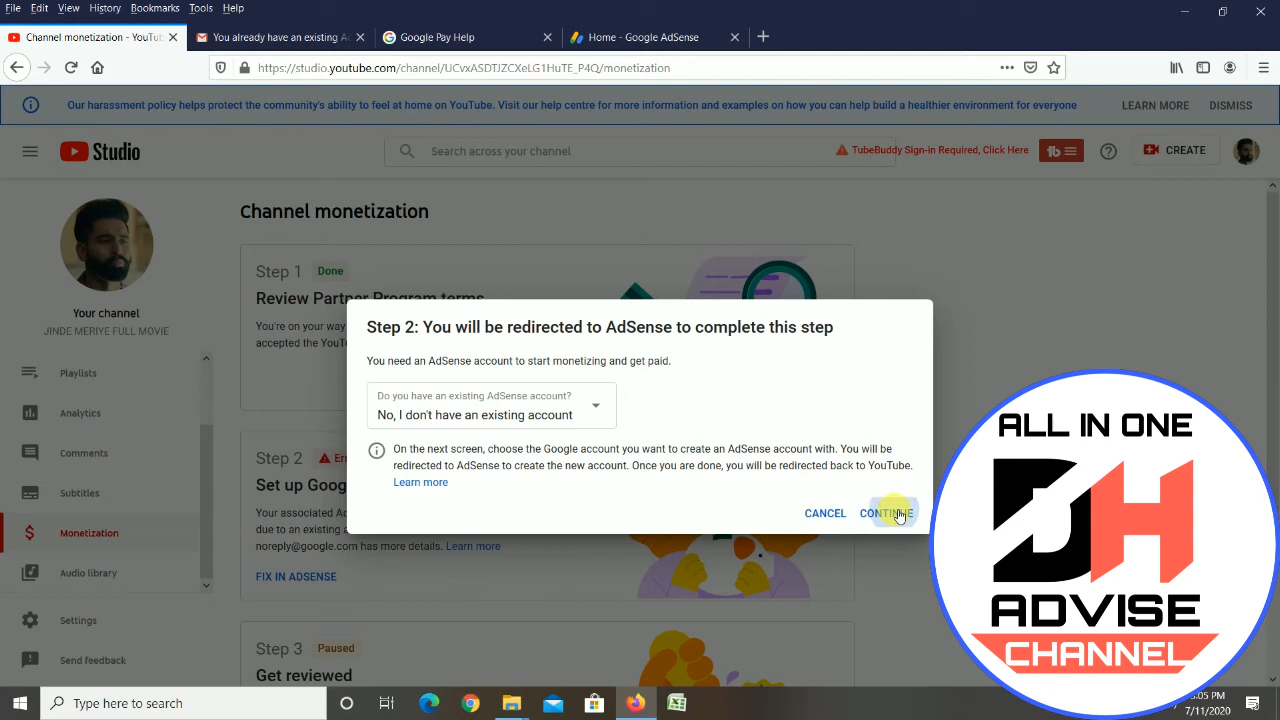 File Edit View History Bookmarks Tools Help
Channel monetization - YouTub
You already have an existing A
Google Pay Help
Home - Google AdSense
https://studio.youtube.com/channel/UCvxASDTJZCXeLG1HuTE_P4Q/monetization
Our harassment policy helps protect the community's ability to feel at home on YouTube. Visit our help centre for more information and examples on how you can help build a healthier environment for everyone
LEARN MORE
DISMISS
Studio
Search across your channel
TubeBuddy Sign-in Required, Click Here
tb
CREATE
Your channel
JINDE MERIYE FULL MOVIE
Playlists
Analytics
Comments
Subtitles
Monetization
Audio library
Settings
Send feedback
Channel monetization
Step 1 Done
Review Partner Program terms
You're on your way
accepted the YouT
Step 2: You will be redirected to AdSense to complete this step
You need an AdSense account to start monetizing and get paid.
Do you have an existing AdSense account?
No, I don't have an existing account
On the next screen, choose the Google account you want to create an AdSense account with. You will be
redirected to AdSense to create the new account. Once you are done, you will be redirected back to YouTube.
Learn more
CANCEL CONTINUE
Step 2 Er
Set up Goog
Your associated A
due to an existing a
noreply@google.com has more details. Learn more
FIX IN ADSENSE
Step 3 Paused
Get reviewed
ALL IN ONE
DH
ADVISE
CHANNEL
Type here to search
:05 PM
7/11/2020